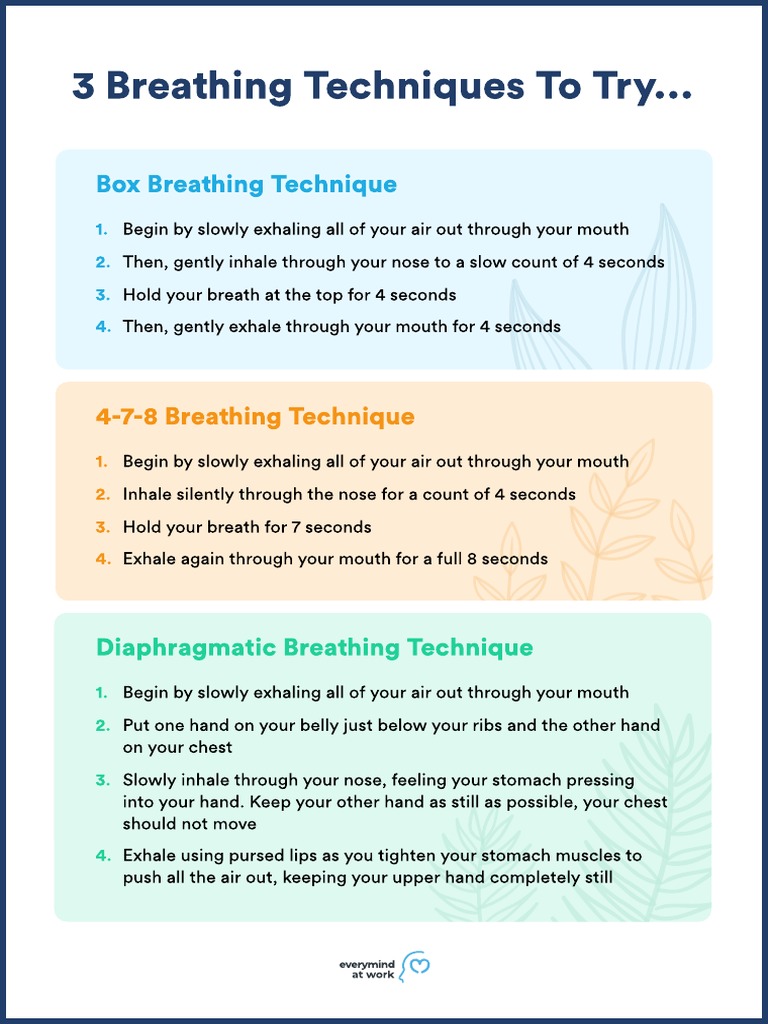 3 Breathing Techniques To Try...
Box Breathing Technique
1. Begin by slowly exhaling all of your air out through your mouth
2. Then, gently inhale through your nose to a slow count of 4 seconds
3. Hold your breath at the top for 4 seconds
4. Then, gently exhale through your mouth for 4 seconds
4-7-8 Breathing Technique
1. Begin by slowly exhaling all of your air out through your mouth
2. Inhale silently through the nose for a count of 4 seconds
3. Hold your breath for 7 seconds
4. Exhale again through your mouth for a full 8 seconds
Diaphragmatic Breathing Technique
1. Begin by slowly exhaling all of your air out through your mouth
2. Put one hand on your belly just below your ribs and the other hand
on your chest
3. Slowly inhale through your nose, feeling your stomach pressing
into your hand. Keep your other hand as still as possible, your chest
should not move
4. Exhale using pursed lips as you tighten your stomach muscles to
push all the air out, keeping your upper hand completely still
everymind
at work